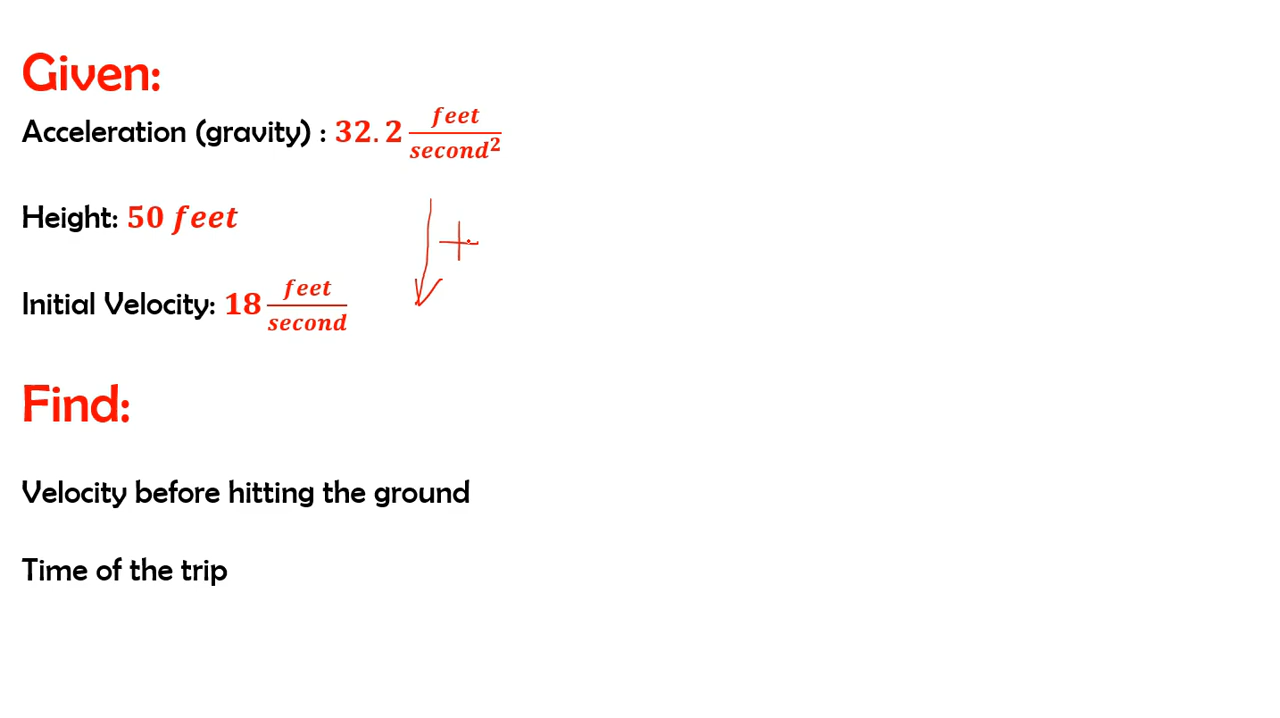 Given:
Acceleration (gravity) : 32.2 feet/second²
Height: 50 feet
+
Initial Velocity: 18 feet/second
Find:
Velocity before hitting the ground
Time of the trip